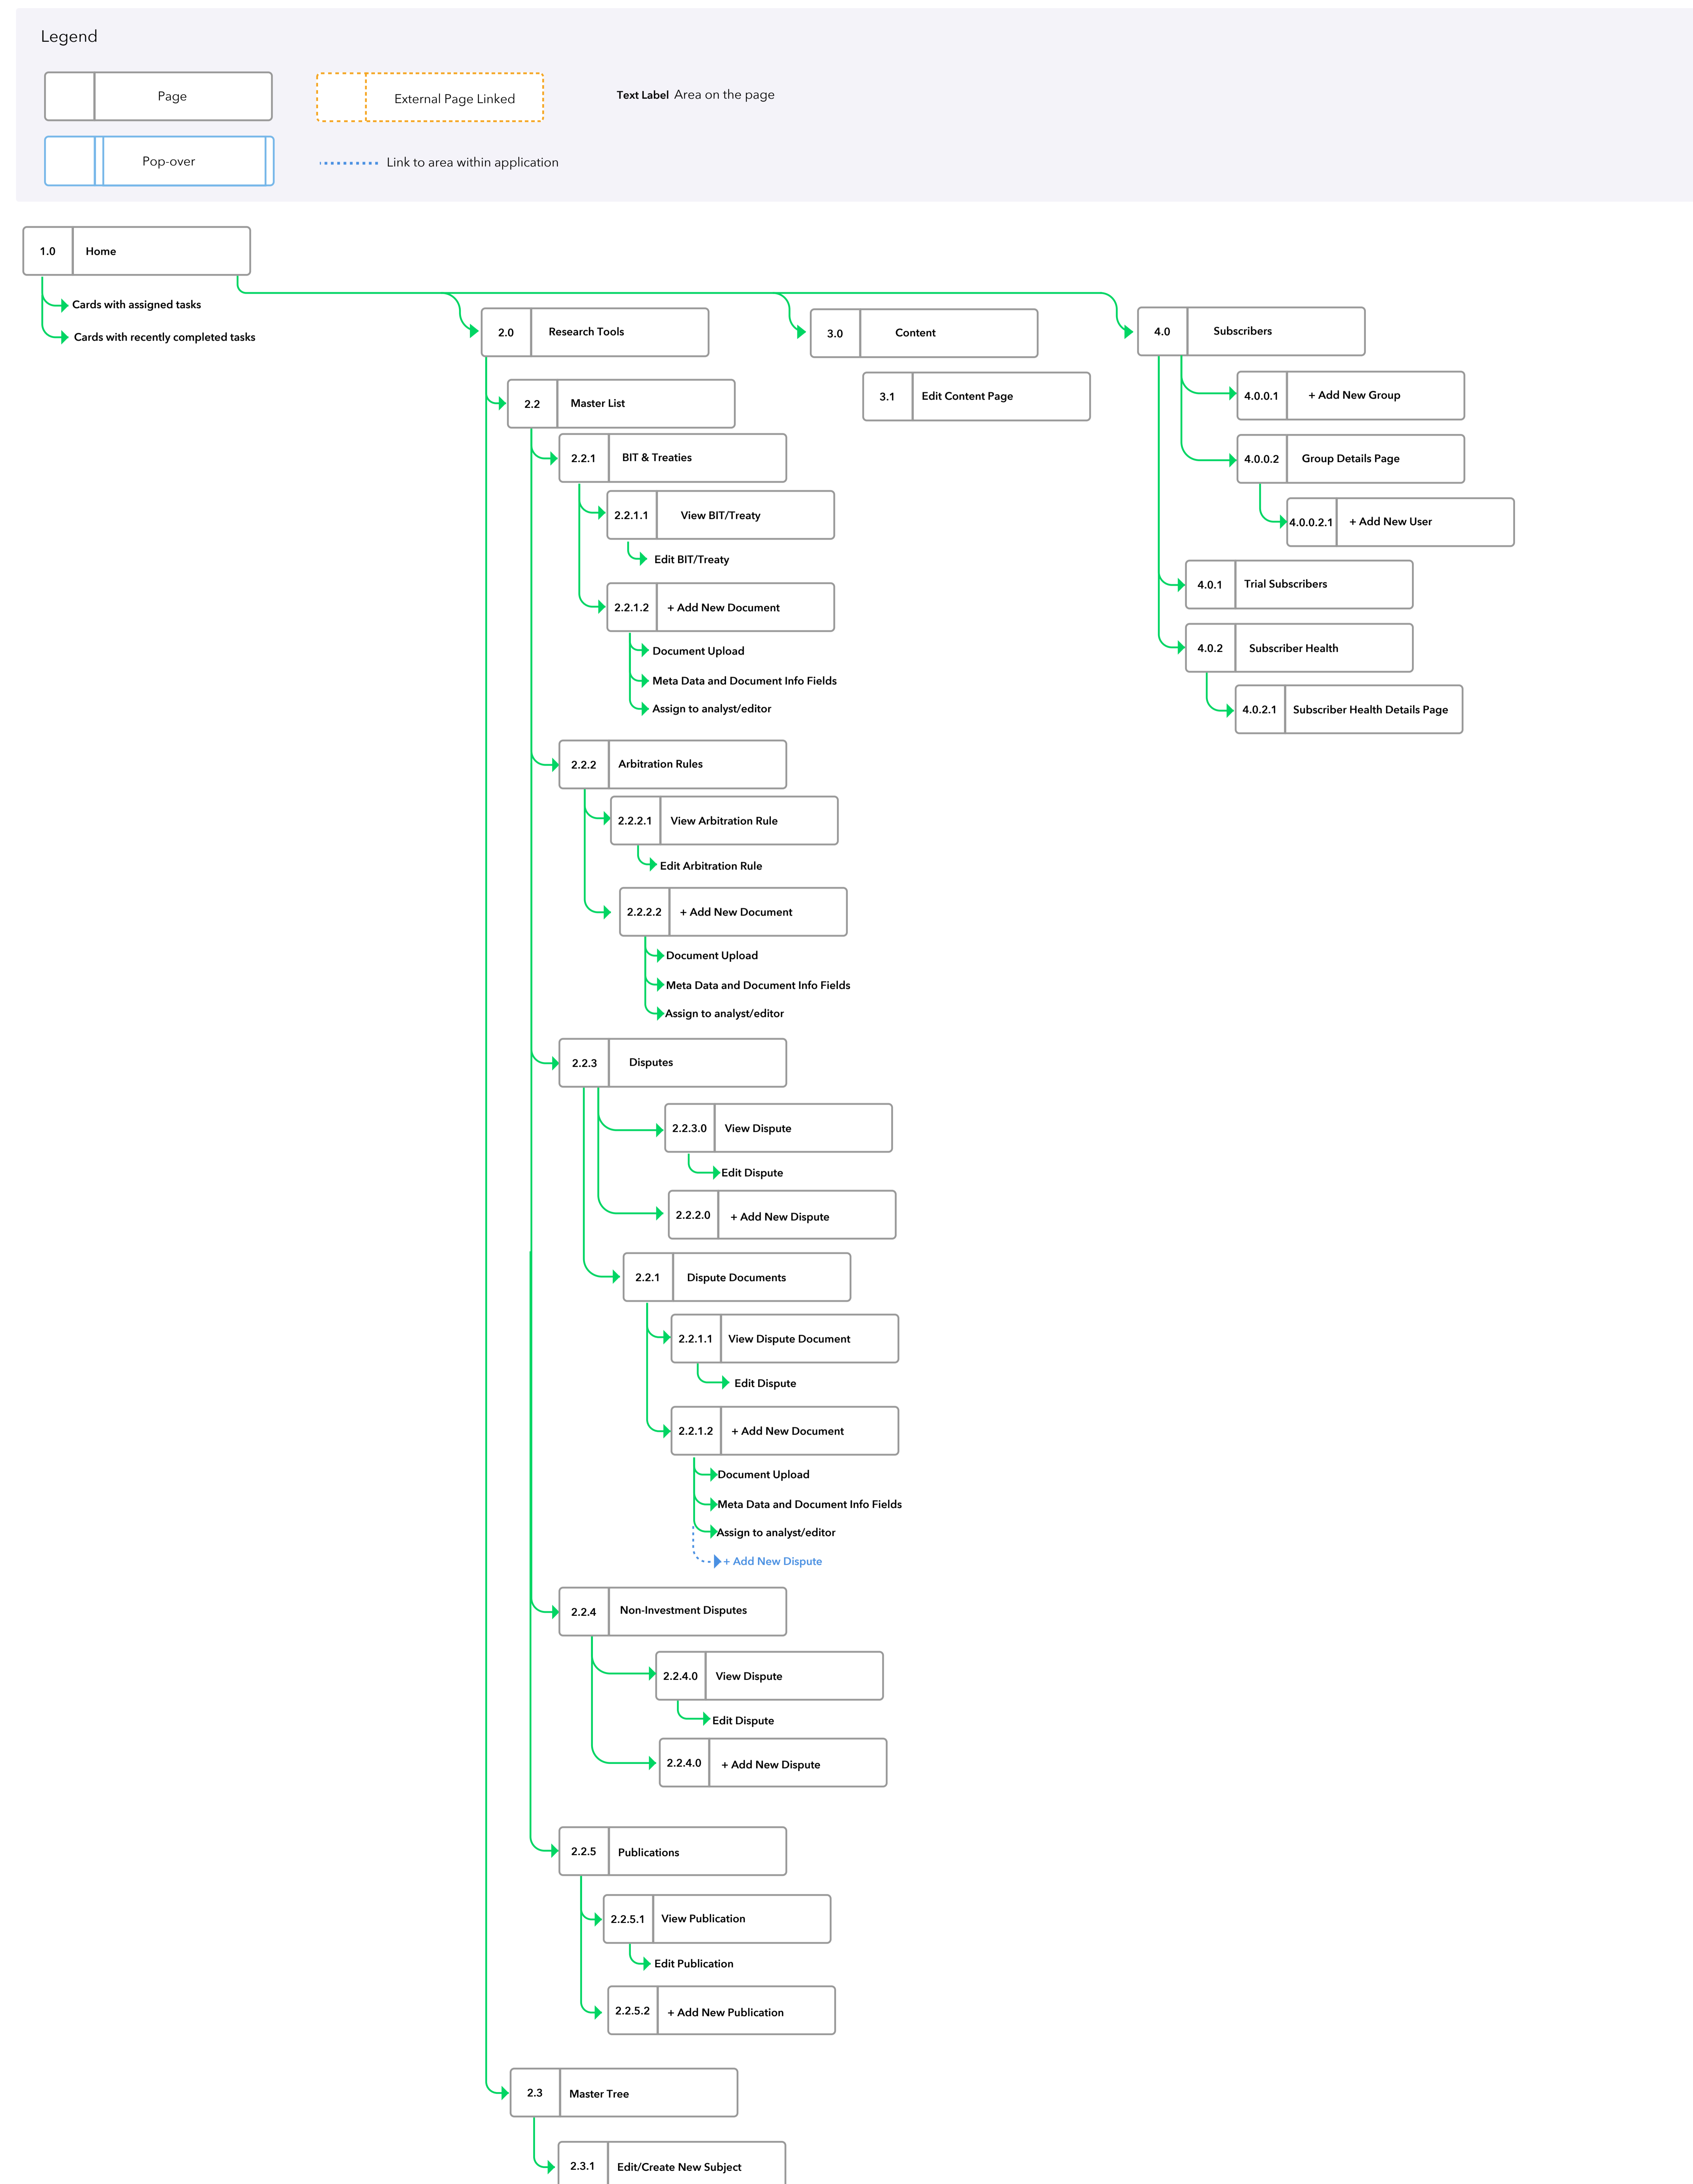 Legend
Page
External Page Linked
Text Label Area on the page
Pop-over
Link to area within application
1.0 Home
Cards with assigned tasks
Cards with recently completed tasks
2.0 Research Tools
2.2 Master List
2.2.1 BIT & Treaties
2.2.1.1 View BIT/Treaty
Edit BIT/Treaty
2.2.1.2 + Add New Document
Document Upload
Meta Data and Document Info Fields
Assign to analyst/editor
2.2.2 Arbitration Rules
2.2.2.1 View Arbitration Rule
Edit Arbitration Rule
2.2.2.2 + Add New Document
Document Upload
Meta Data and Document Info Fields
Assign to analyst/editor
2.2.3 Disputes
2.2.3.0 View Dispute
Edit Dispute
2.2.2.0 + Add New Dispute
2.2.1 Dispute Documents
2.2.1.1 View Dispute Document
Edit Dispute
2.2.1.2 + Add New Document
Document Upload
Meta Data and Document Info Fields
Assign to analyst/editor
+ Add New Dispute
2.2.4 Non-Investment Disputes
2.2.4.0 View Dispute
Edit Dispute
2.2.4.0 + Add New Dispute
2.2.5 Publications
2.2.5.1 View Publication
Edit Publication
2.2.5.2 + Add New Publication
2.3 Master Tree
2.3.1 Edit/Create New Subject
3.0 Content
3.1 Edit Content Page
4.0 Subscribers
4.0.0.1 + Add New Group
4.0.0.2 Group Details Page
4.0.0.2.1 + Add New User
4.0.1 Trial Subscribers
4.0.2 Subscriber Health
4.0.2.1 Subscriber Health Details Page